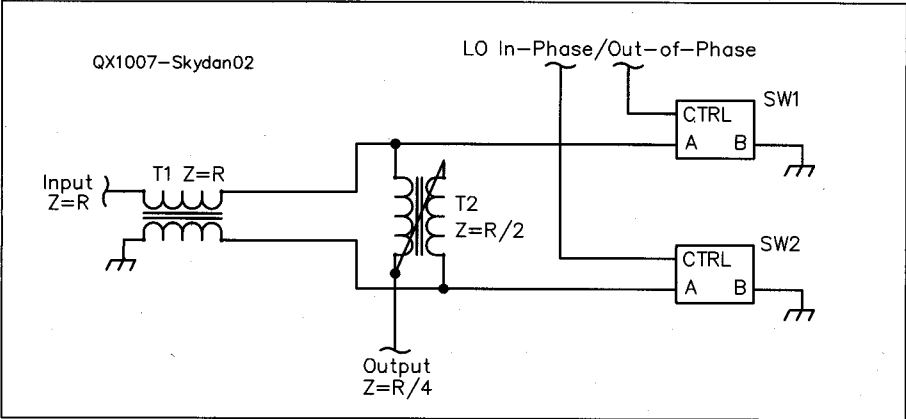 LO In-Phase/Out-of-Phase
QX1007-Skydan02
SW1
CTRL
A B
T1 Z=R
Input
Z=R
T2
Z=R/2
SW2
CTRL
A B
Output
Z=R/4